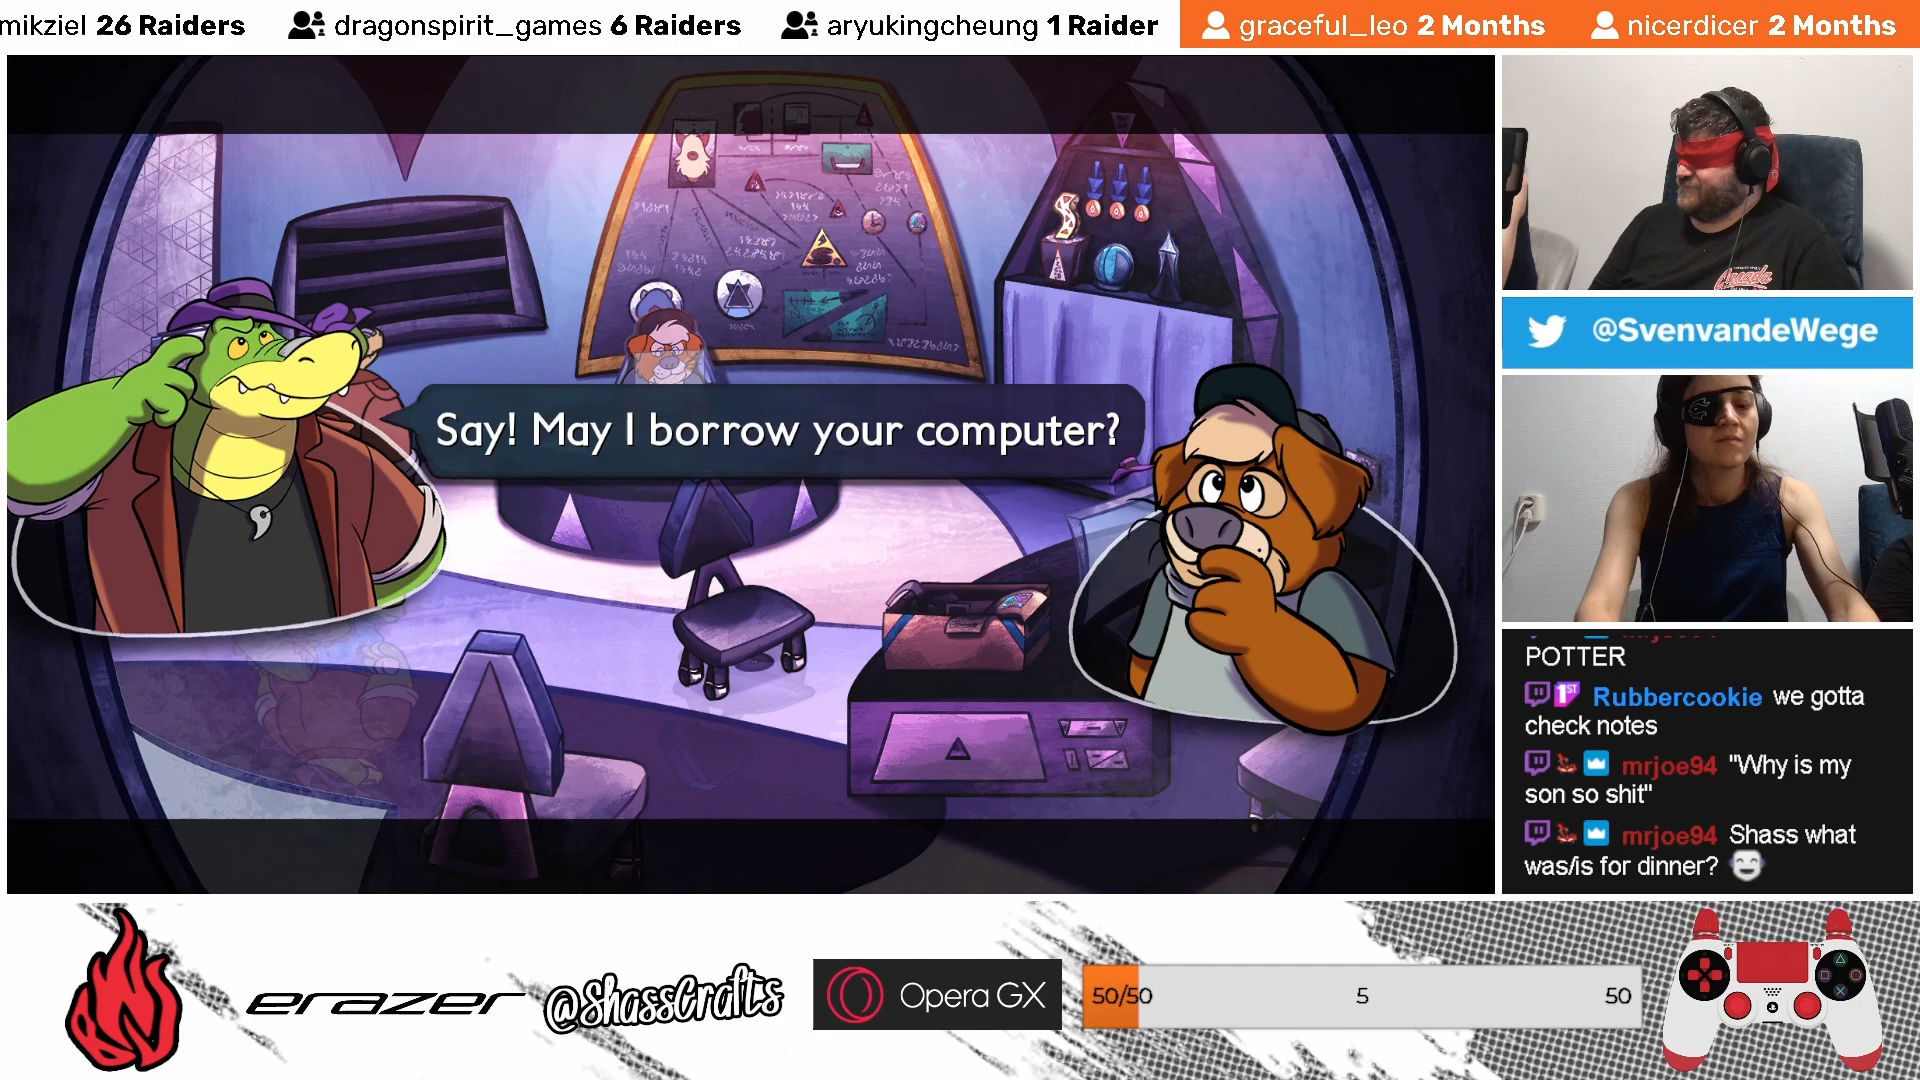 mikziel 26 Raiders
dragonspirit_games 6 Raiders
aryukingcheung 1 Raider
graceful_leo 2 Months
nicerdicer 2 Months
Say! May I borrow your computer?
@SvenvandeWege
POTTER
1ST Rubbercookie we gotta
check notes
mrjoe94 "Why is my
son so shit"
mrjoe94 Shass what
was/is for dinner?
erazer
@ShassCrafts
Opera GX
50/50 5 50